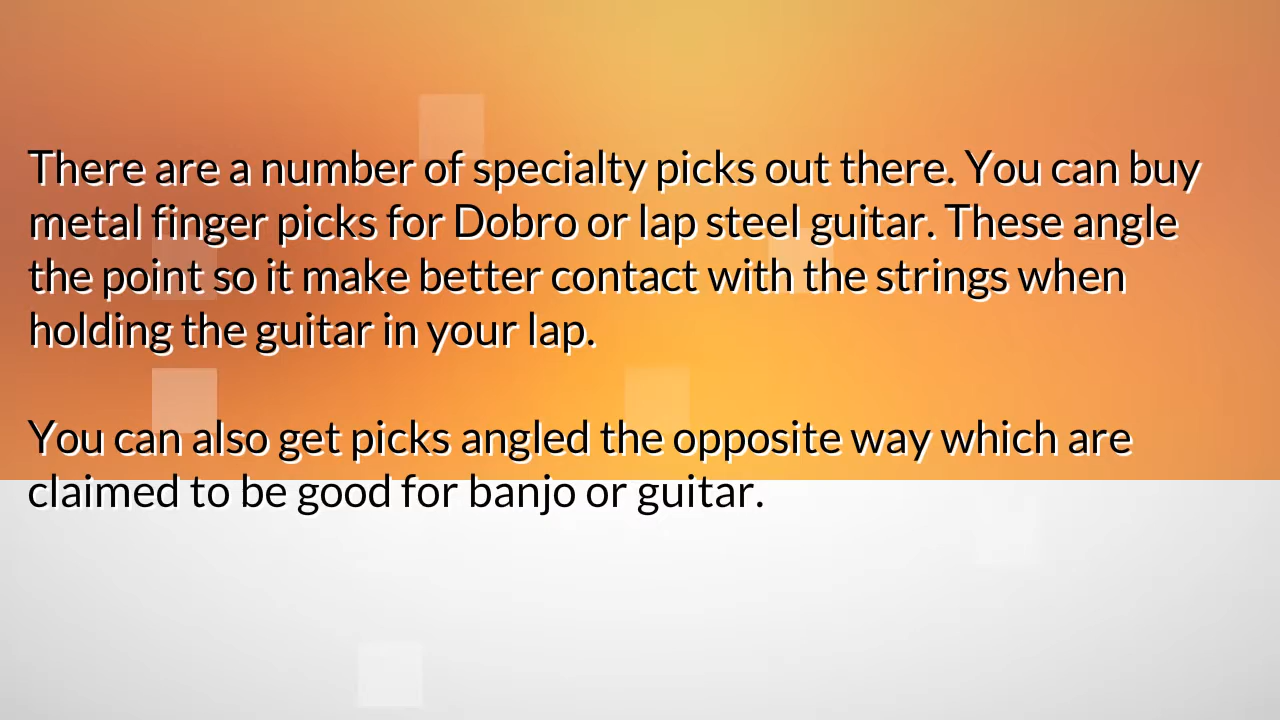 There are a number of specialty picks out there. You can buy
metal finger picks for Dobro or lap steel guitar. These angle
the point so it make better contact with the strings when
holding the guitar in your lap.
You can also get picks angled the opposite way which are
claimed to be good for banjo or guitar.